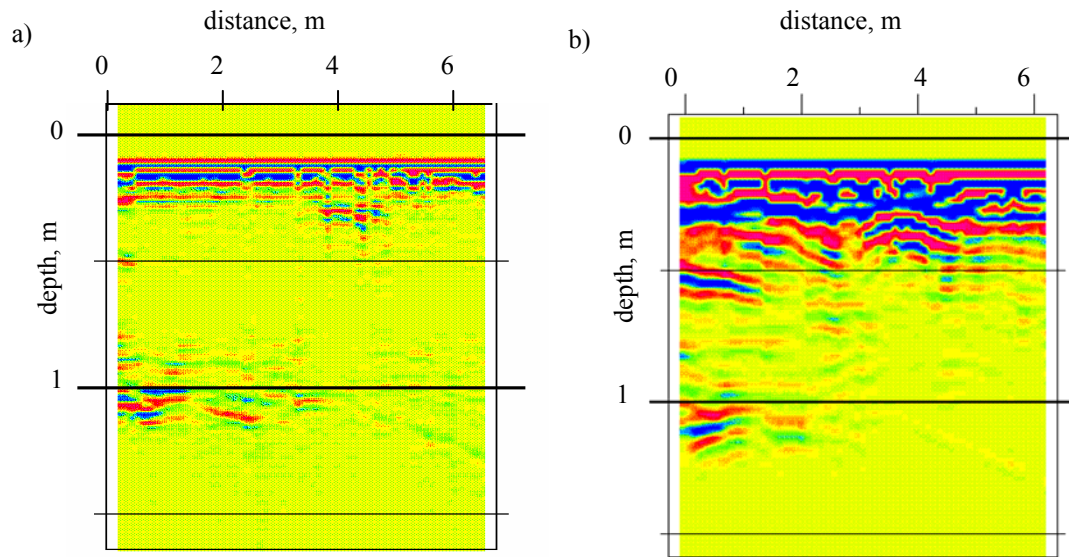 a)
distance, m
0 2 4 6
0
depth, m
1
b)
distance, m
0 2 4 6
0
depth, m
1